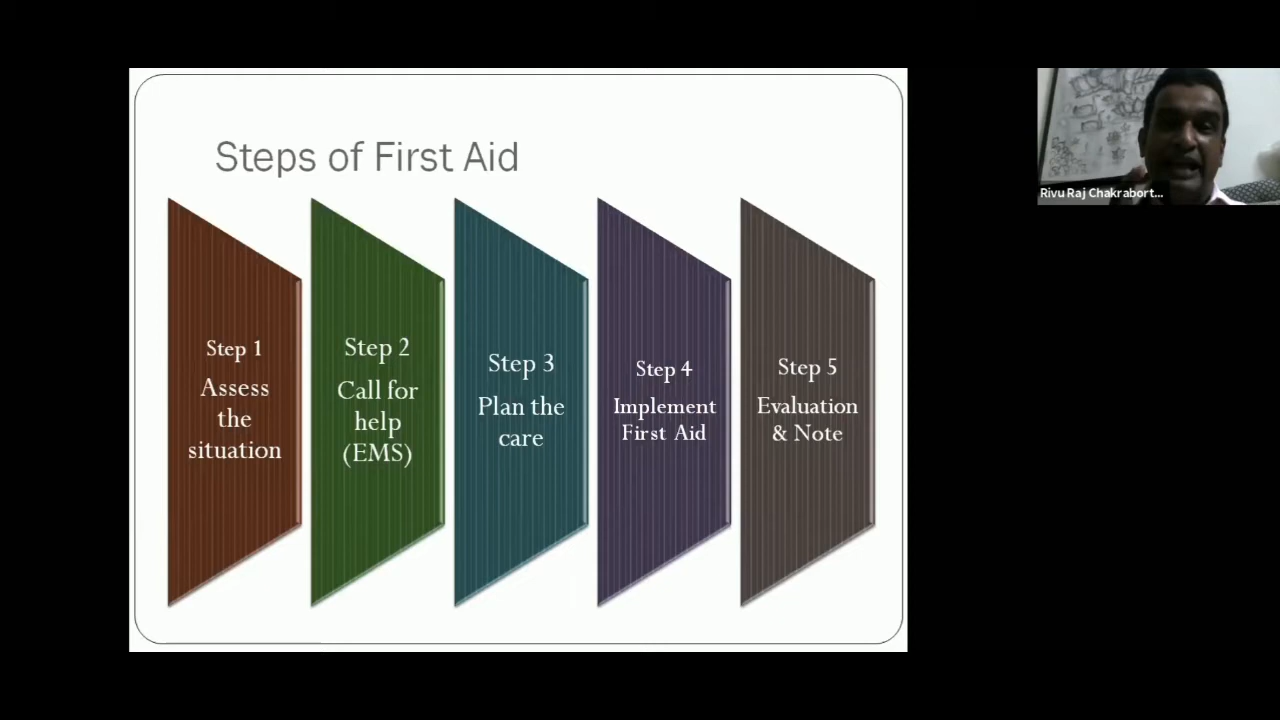 Steps of First Aid
Step 1
Assess
the
situation
Step 2
Call for
help
(EMS)
Step 3
Plan the
care
Step 4
Implement
First Aid
Step 5
Evaluation
& Note
Rivu Raj Chakrabort...